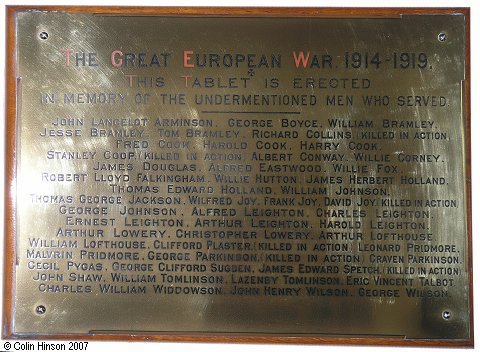 THE GREAT EUROPEAN WAR. 1914-1919.
THIS TABLET IS ERECTED
IN MEMORY OF THE UNDERMENTIONED MEN WHO SERVED
JOHN LANCELOT ARMINSON, GEORGE BOYCE, WILLIAM BRAMLEY,
JESSE BRAMLEY, TOM BRAMLEY, RICHARD COLLINS, (KILLED IN ACTION)
FRED COOK, HAROLD COOK, HARRY COOK,
STANLEY COOP, (KILLED IN ACTION), ALBERT CONWAY, WILLIE CORNEY,
JAMES DOUGLAS, ALFRED EASTWOOD, WILLIE FOX,
ROBERT LLOYD FALKINGHAM, WILLIE HUTTON, JAMES HERBERT HOLLAND,
THOMAS EDWARD HOLLAND, WILLIAM JOHNSON,
THOMAS GEORGE JACKSON, WILFRED JOY, FRANK JOY, DAVID JOY, (KILLED IN ACTION)
GEORGE JOHNSON, ALFRED LEIGHTON, CHARLES LEIGHTON,
ERNEST LEIGHTON, ARTHUR LEIGHTON, HAROLD LEIGHTON,
ARTHUR LOWERY, CHRISTOPHER LOWERY, ARTHUR LOFTHOUSE,
WILLIAM LOFTHOUSE, CLIFFORD PLASTER, (KILLED IN ACTION) LEONARD PRIDMORE,
MALVRIN PRIDMORE, GEORGE PARKINSON, (KILLED IN ACTION) CRAVEN PARKINSON,
CECIL PYGAS, GEORGE CLIFFORD SUGDEN, JAMES EDWARD SPETCH, (KILLED IN ACTION)
JOHN SHAW, WILLIAM TOMLINSON, LAZENBY TOMLINSON, ERIC VINCENT TALBOT
CHARLES WILLIAM WIDDOWSON, JOHN HENRY WILSON, GEORGE WILSON.
© Colin Hinson 2007